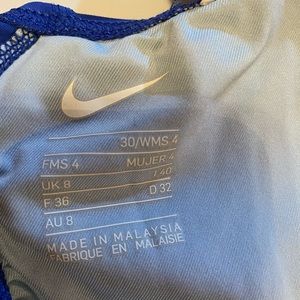 30/WMS 4
FMS 4 MUJER 4
UK 8 I 40
F 36 D 32
AU 8
MADE IN MALAYSIA
FABRIQUE EN MALAISIE